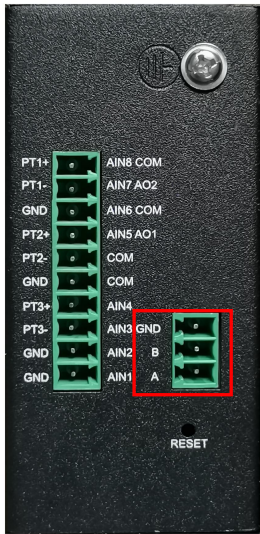 PT1+ AIN8 COM
PT1- AIN7 AO2
GND AIN6 COM
PT2+ AIN5 AO1
PT2- COM
GND COM
PT3+ AIN4
PT3- AIN3 GND
GND AIN2 B
GND AIN1 A
RESET